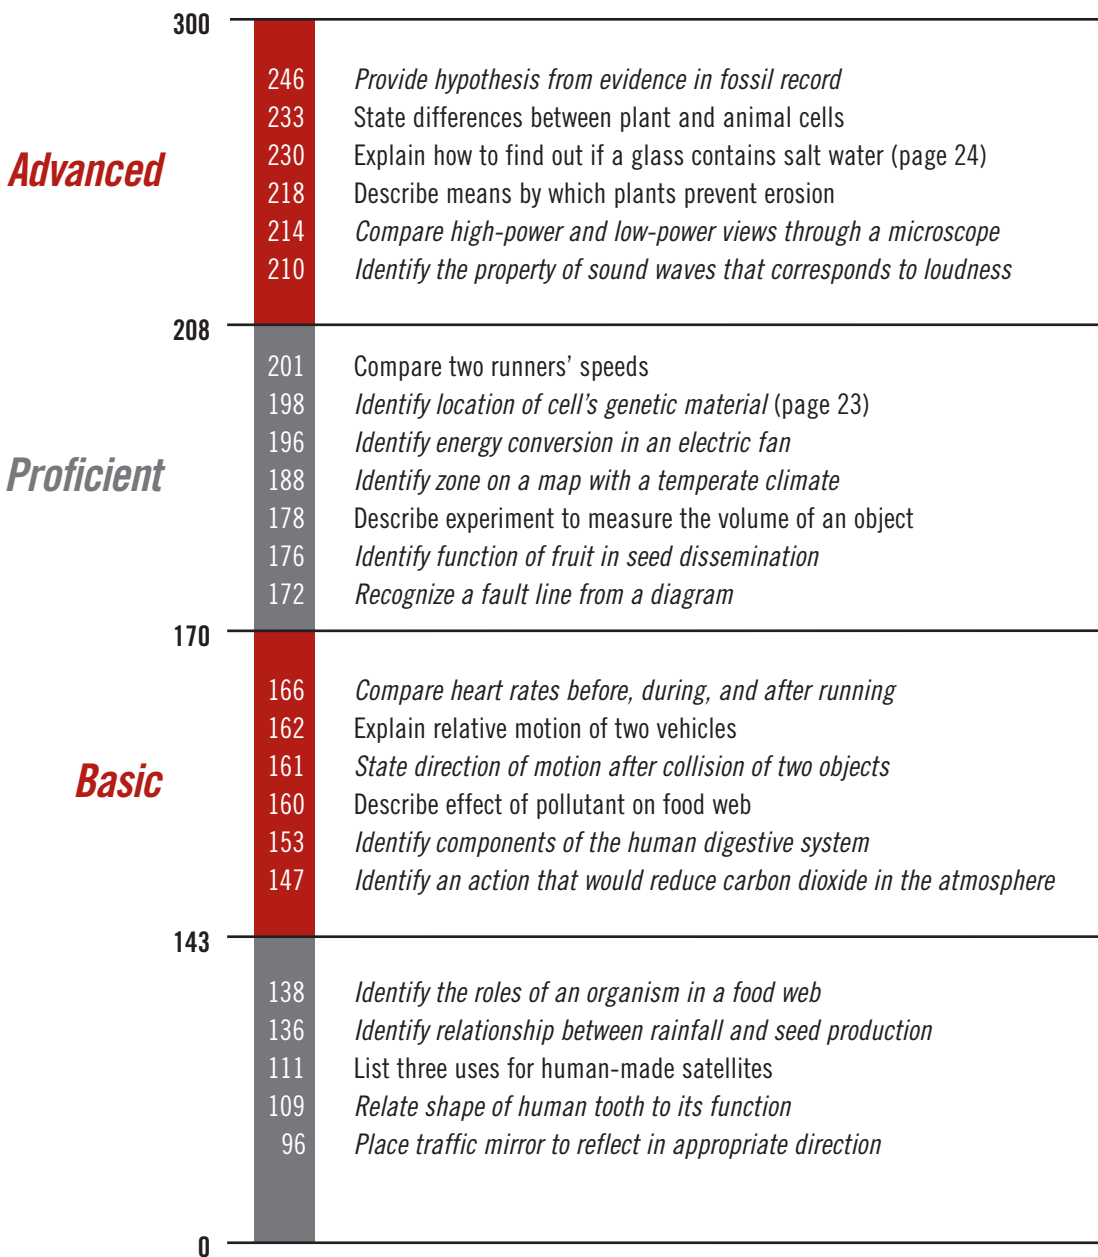 300
246 Provide hypothesis from evidence in fossil record
233 State differences between plant and animal cells
Advanced 230 Explain how to find out if a glass contains salt water (page 24)
218 Describe means by which plants prevent erosion
214 Compare high-power and low-power views through a microscope
210 Identify the property of sound waves that corresponds to loudness
208
201 Compare two runners’ speeds
198 Identify location of cell’s genetic material (page 23)
196 Identify energy conversion in an electric fan
Proficient 188 Identify zone on a map with a temperate climate
178 Describe experiment to measure the volume of an object
176 Identify function of fruit in seed dissemination
172 Recognize a fault line from a diagram
170
166 Compare heart rates before, during, and after running
162 Explain relative motion of two vehicles
Basic 161 State direction of motion after collision of two objects
160 Describe effect of pollutant on food web
153 Identify components of the human digestive system
147 Identify an action that would reduce carbon dioxide in the atmosphere
143
138 Identify the roles of an organism in a food web
136 Identify relationship between rainfall and seed production
111 List three uses for human-made satellites
109 Relate shape of human tooth to its function
96 Place traffic mirror to reflect in appropriate direction
0